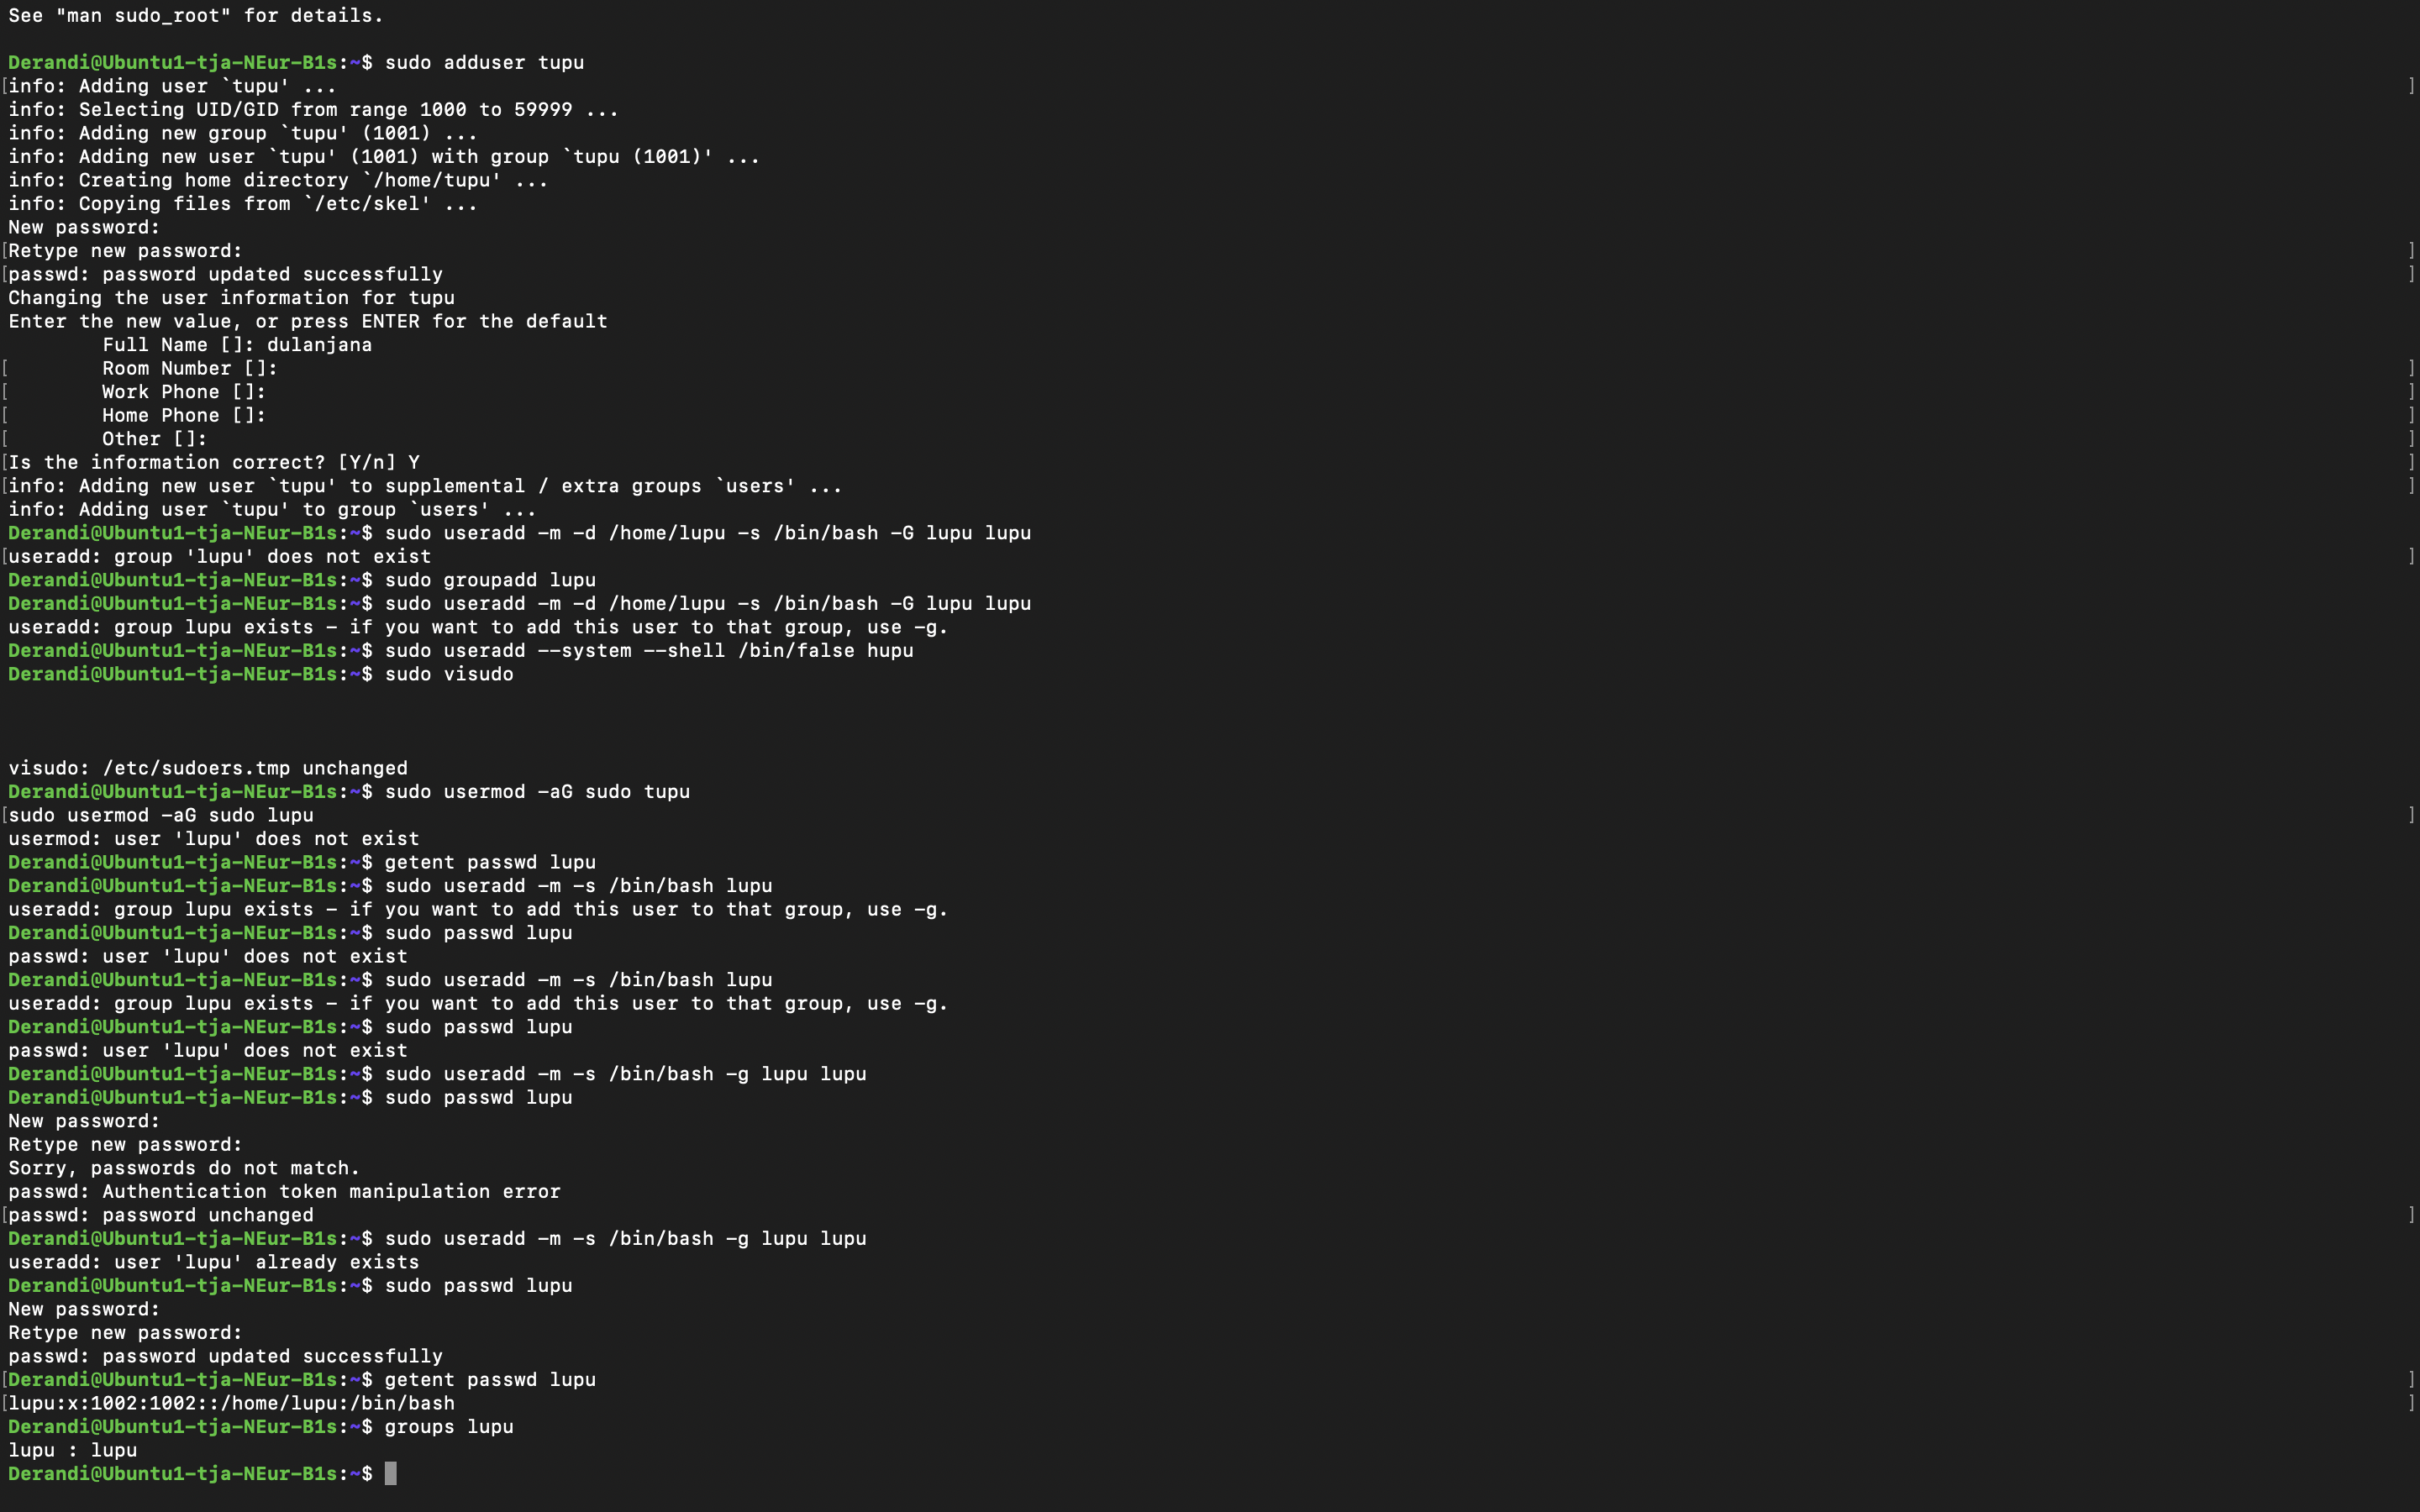 See "man sudo_root" for details.

Derandi@Ubuntu1-tja-NEur-B1s:~$ sudo adduser tupu
[info: Adding user `tupu' ... ]
info: Selecting UID/GID from range 1000 to 59999 ...
info: Adding new group `tupu' (1001) ...
info: Adding new user `tupu' (1001) with group `tupu (1001)' ...
info: Creating home directory `/home/tupu' ...
info: Copying files from `/etc/skel' ...
New password:
[Retype new password: ]
[passwd: password updated successfully ]
Changing the user information for tupu
Enter the new value, or press ENTER for the default
        Full Name []: dulanjana
[        Room Number []: ]
[        Work Phone []: ]
[        Home Phone []: ]
[        Other []: ]
[Is the information correct? [Y/n] Y ]
[info: Adding new user `tupu' to supplemental / extra groups `users' ... ]
info: Adding user `tupu' to group `users' ...
Derandi@Ubuntu1-tja-NEur-B1s:~$ sudo useradd -m -d /home/lupu -s /bin/bash -G lupu lupu
[useradd: group 'lupu' does not exist ]
Derandi@Ubuntu1-tja-NEur-B1s:~$ sudo groupadd lupu
Derandi@Ubuntu1-tja-NEur-B1s:~$ sudo useradd -m -d /home/lupu -s /bin/bash -G lupu lupu
useradd: group lupu exists - if you want to add this user to that group, use -g.
Derandi@Ubuntu1-tja-NEur-B1s:~$ sudo useradd --system --shell /bin/false hupu
Derandi@Ubuntu1-tja-NEur-B1s:~$ sudo visudo

visudo: /etc/sudoers.tmp unchanged
Derandi@Ubuntu1-tja-NEur-B1s:~$ sudo usermod -aG sudo tupu
[sudo usermod -aG sudo lupu ]
usermod: user 'lupu' does not exist
Derandi@Ubuntu1-tja-NEur-B1s:~$ getent passwd lupu
Derandi@Ubuntu1-tja-NEur-B1s:~$ sudo useradd -m -s /bin/bash lupu
useradd: group lupu exists - if you want to add this user to that group, use -g.
Derandi@Ubuntu1-tja-NEur-B1s:~$ sudo passwd lupu
passwd: user 'lupu' does not exist
Derandi@Ubuntu1-tja-NEur-B1s:~$ sudo useradd -m -s /bin/bash lupu
useradd: group lupu exists - if you want to add this user to that group, use -g.
Derandi@Ubuntu1-tja-NEur-B1s:~$ sudo passwd lupu
passwd: user 'lupu' does not exist
Derandi@Ubuntu1-tja-NEur-B1s:~$ sudo useradd -m -s /bin/bash -g lupu lupu
Derandi@Ubuntu1-tja-NEur-B1s:~$ sudo passwd lupu
New password:
Retype new password:
Sorry, passwords do not match.
passwd: Authentication token manipulation error
[passwd: password unchanged ]
Derandi@Ubuntu1-tja-NEur-B1s:~$ sudo useradd -m -s /bin/bash -g lupu lupu
useradd: user 'lupu' already exists
Derandi@Ubuntu1-tja-NEur-B1s:~$ sudo passwd lupu
New password:
Retype new password:
passwd: password updated successfully
[Derandi@Ubuntu1-tja-NEur-B1s:~$ getent passwd lupu ]
[lupu:x:1002:1002::/home/lupu:/bin/bash ]
Derandi@Ubuntu1-tja-NEur-B1s:~$ groups lupu
lupu : lupu
Derandi@Ubuntu1-tja-NEur-B1s:~$